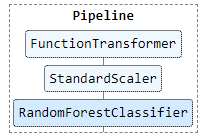 Pipeline
FunctionTransformer
StandardScaler
RandomForestClassifier